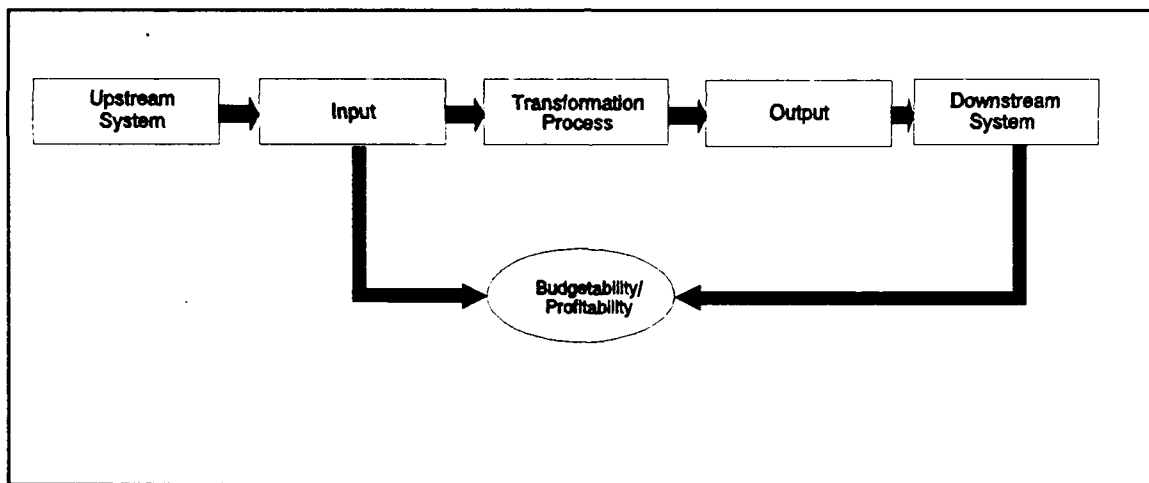 Upstream
System
Input
Transformation
Process
Output
Downstream
System
Budgetability/
Profitability